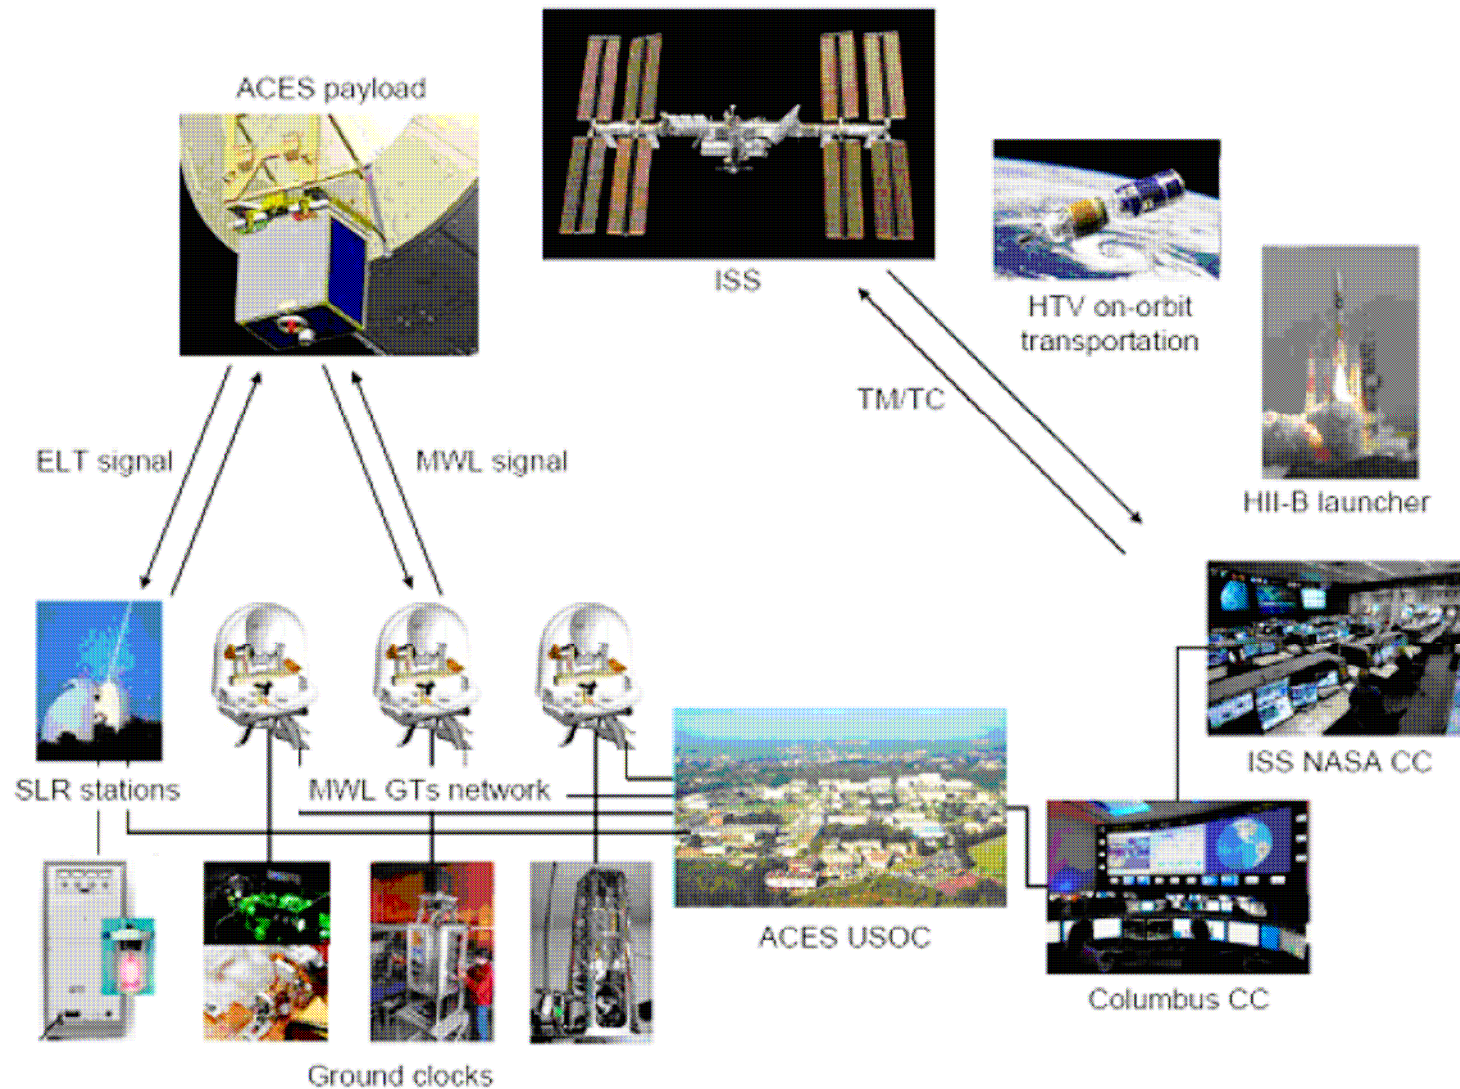 ACES payload
ISS
HTV on-orbit
transportation
TM/TC
ELT signal
MWL signal
HII-B launcher
ISS NASA CC
SLR stations
MWL GTs network
ACES USOC
Columbus CC
Ground clocks